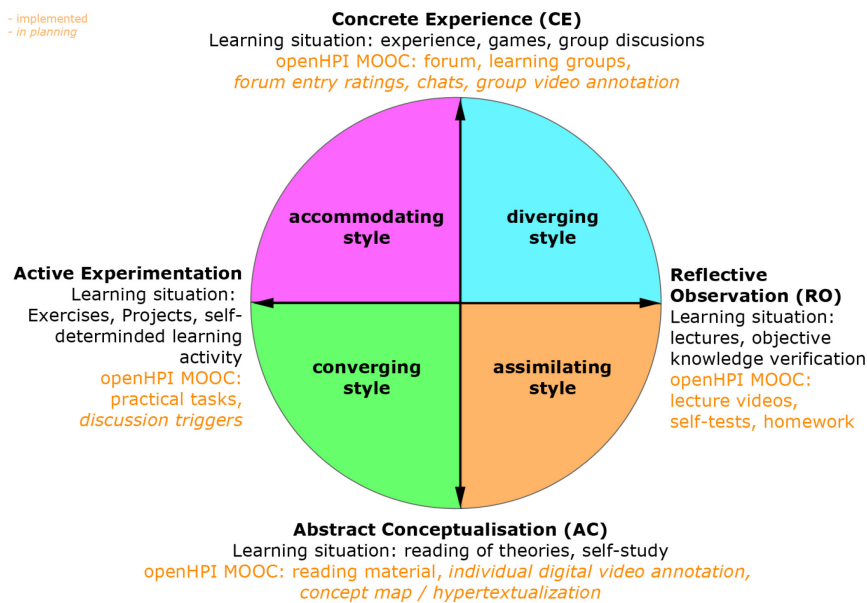 - implemented
- in planning
Concrete Experience (CE)
Learning situation: experience, games, group discusions
openHPI MOOC: forum, learning groups,
forum entry ratings, chats, group video annotation
accommodating
style
diverging
style
Active Experimentation
Learning situation:
Exercises, Projects, self-
determinded learning
activity
openHPI MOOC:
practical tasks,
discussion triggers
Reflective
Observation (RO)
Learning situation:
lectures, objective
knowledge verification
openHPI MOOC:
lecture videos,
self-tests, homework
converging
style
assimilating
style
Abstract Conceptualisation (AC)
Learning situation: reading of theories, self-study
openHPI MOOC: reading material, individual digital video annotation,
concept map / hypertextualization